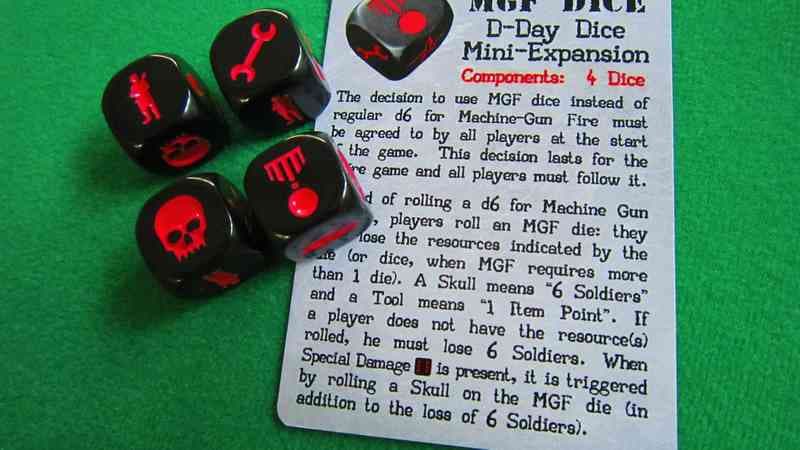 MGF DICE
D-Day Dice
Mini-Expansion
Components: 4 Dice
The decision to use MGF dice instead of
regular d6 for Machine-Gun Fire must
be agreed to by all players at the start
the game. This decision lasts for the
game and all players must follow it.
of rolling a d6 for Machine Gun
, players roll an MGF die: they
lose the resources indicated by the
(or dice, when MGF requires more
than 1 die). A Skull means "6 Soldiers"
and a Tool means "1 Item Point". If
a player does not have the resource(s)
rolled, he must lose 6 Soldiers. When
Special Damage is present, it is triggered
by rolling a Skull on the MGF die (in
addition to the loss of 6 Soldiers).